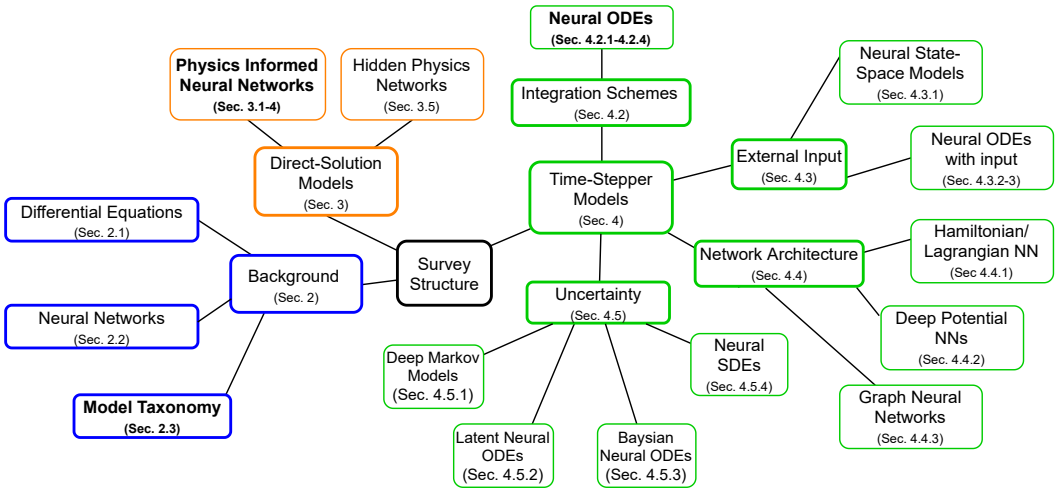 Neural ODEs
(Sec. 4.2.1-4.2.4)
Physics Informed
Neural Networks
(Sec. 3.1-4)
Hidden Physics
Networks
(Sec. 3.5)
Integration Schemes
(Sec. 4.2)
Neural State-
Space Models
(Sec. 4.3.1)
External Input
(Sec. 4.3)
Neural ODEs
with input
(Sec. 4.3.2-3)
Direct-Solution
Models
(Sec. 3)
Time-Stepper
Models
(Sec. 4)
Differential Equations
(Sec. 2.1)
Background
(Sec. 2)
Survey
Structure
Network Architecture
(Sec. 4.4)
Hamiltonian/
Lagrangian NN
(Sec 4.4.1)
Neural Networks
(Sec. 2.2)
Uncertainty
(Sec. 4.5)
Deep Potential
NNs
(Sec. 4.4.2)
Deep Markov
Models
(Sec. 4.5.1)
Neural
SDEs
(Sec. 4.5.4)
Graph Neural
Networks
(Sec. 4.4.3)
Model Taxonomy
(Sec. 2.3)
Latent Neural
ODEs
(Sec. 4.5.2)
Baysian
Neural ODEs
(Sec. 4.5.3)